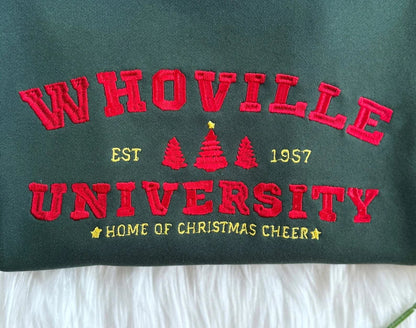 WHOVILLE
EST 1957
UNIVERSITY
HOME OF CHRISTMAS CHEER